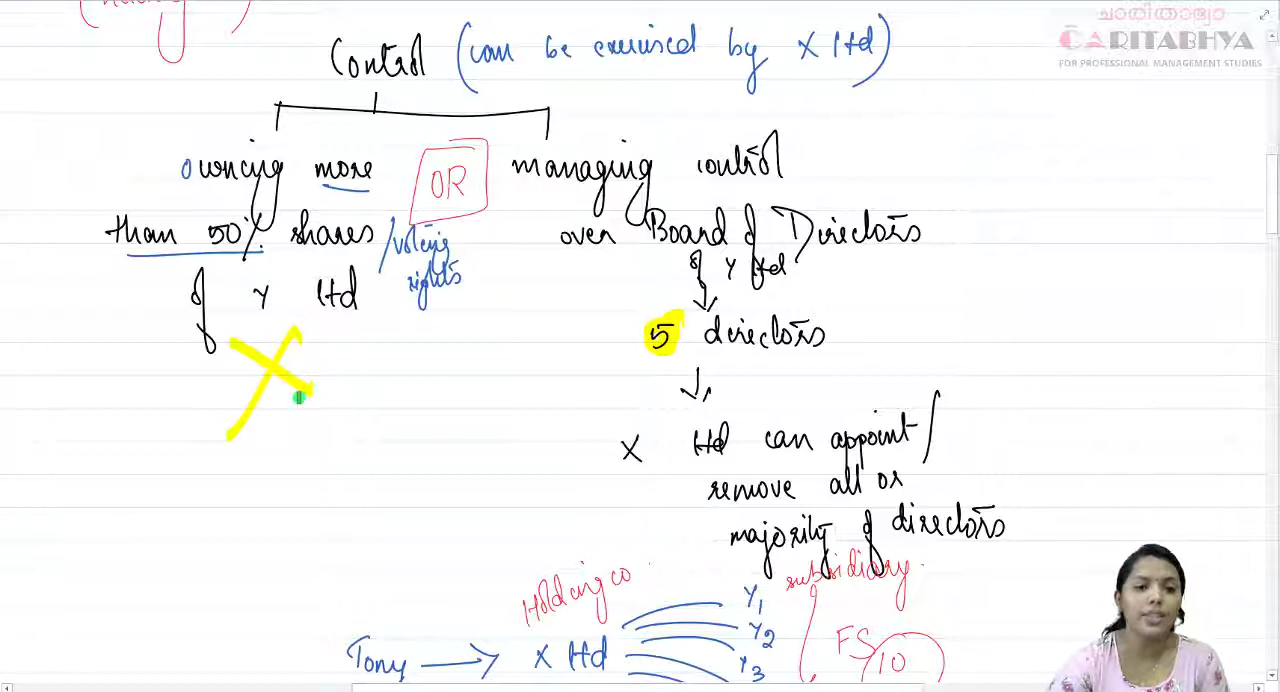 ചാരിതാഭ്യാ
CARITABHYA
FOR PROFESSIONAL MANAGEMENT STUDIES
Control (can be exercised by X ltd)
owning more
than 50% shares
/voting rights
of Y ltd
OR
managing control
over Board of Directors
of Y ltd
5 directors
X ltd can appoint/
remove all or
majority of directors
Holding co
subsidiary
Tony → X ltd
Y1
Y2
Y3
FS
10